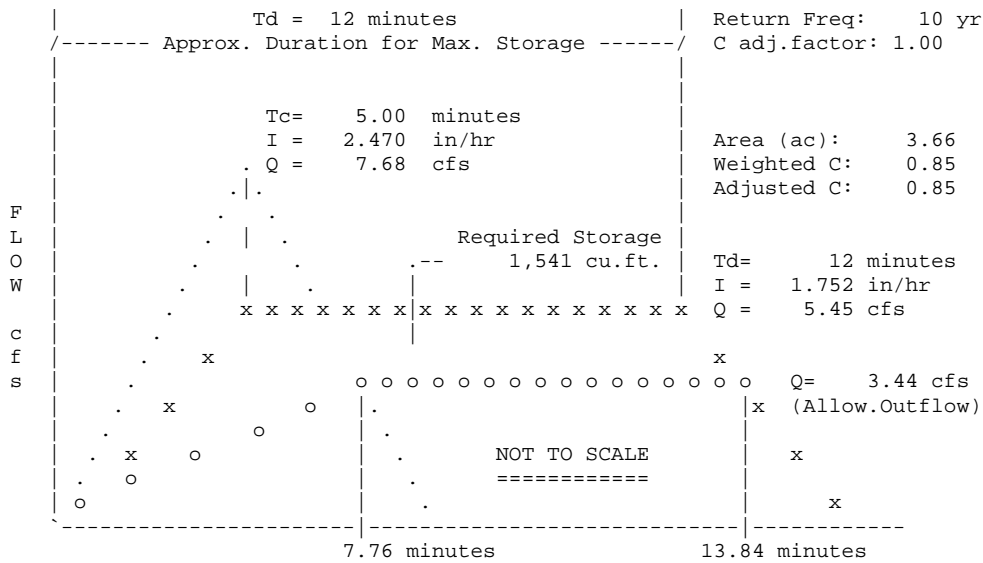 Td = 12 minutes Return Freq: 10 yr
/------- Approx. Duration for Max. Storage ------/ C adj.factor: 1.00
Tc= 5.00 minutes
I = 2.470 in/hr Area (ac): 3.66
Q = 7.68 cfs Weighted C: 0.85
Adjusted C: 0.85
F
L Required Storage
O 1,541 cu.ft. Td= 12 minutes
W I = 1.752 in/hr
x x x x x x x x x x x x x x x x x x Q = 5.45 cfs
c
f x x
s o o o o o o o o o o o o o o o o Q= 3.44 cfs
x o x (Allow.Outflow)
o
x o NOT TO SCALE x
o ============
o x
7.76 minutes 13.84 minutes